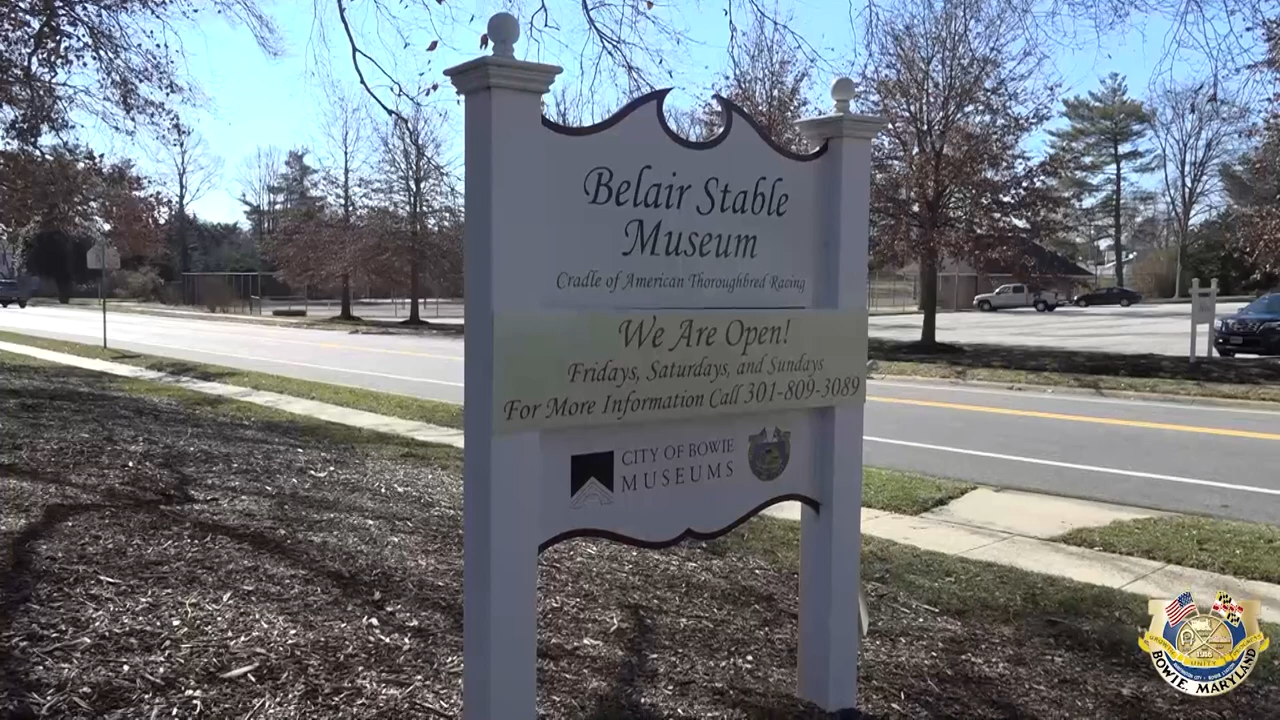 Belair Stable
Museum
Cradle of American Thoroughbred Racing
We Are Open!
Fridays, Saturdays, and Sundays
For More Information Call 301-809-3089
CITY OF BOWIE
MUSEUMS
UNITY
BOWIE, MARYLAND